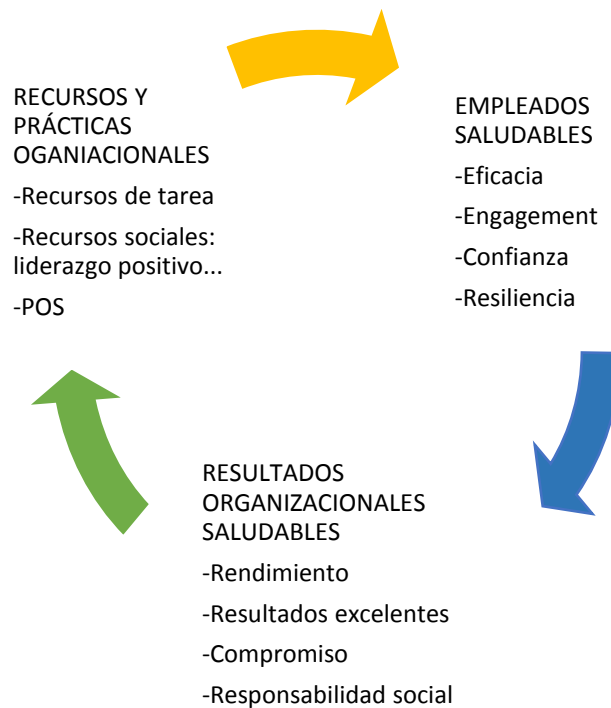 RECURSOS Y
PRÁCTICAS
OGANIACIONALES
-Recursos de tarea
-Recursos sociales:
liderazgo positivo...
-POS
EMPLEADOS
SALUDABLES
-Eficacia
-Engagement
-Confianza
-Resiliencia
RESULTADOS
ORGANIZACIONALES
SALUDABLES
-Rendimiento
-Resultados excelentes
-Compromiso
-Responsabilidad social